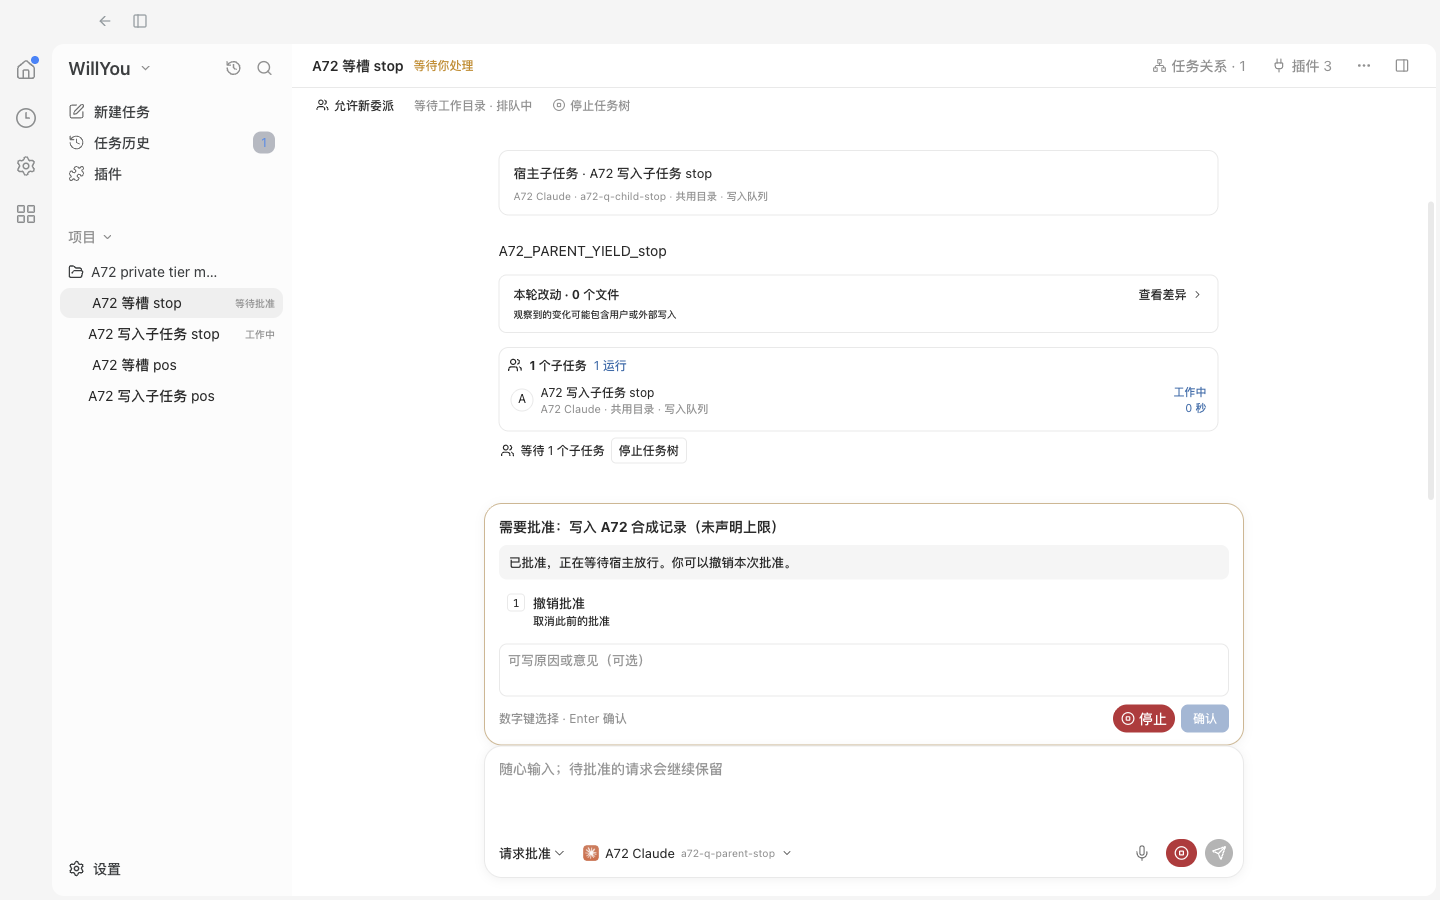 WillYou
新建任务
任务历史
1
插件
项目
A72 private tier m...
A72 等槽 stop
等待批准
A72 写入子任务 stop
工作中
A72 等槽 pos
A72 写入子任务 pos
设置
A72 等槽 stop
等待你处理
任务关系 · 1
插件 3
允许新委派
等待工作目录 · 排队中
停止任务树
宿主子任务 · A72 写入子任务 stop
A72 Claude · a72-q-child-stop · 共用目录 · 写入队列
A72_PARENT_YIELD_stop
本轮改动 · 0 个文件
查看差异
观察到的变化可能包含用户或外部写入
1 个子任务 1 运行
A
A72 写入子任务 stop
工作中
A72 Claude · 共用目录 · 写入队列
0 秒
等待 1 个子任务
停止任务树
需要批准：写入 A72 合成记录（未声明上限）
已批准，正在等待宿主放行。你可以撤销本次批准。
1
撤销批准
取消此前的批准
可写原因或意见（可选）
数字键选择 · Enter 确认
停止
确认
随心输入；待批准的请求会继续保留
请求批准
A72 Claude a72-q-parent-stop